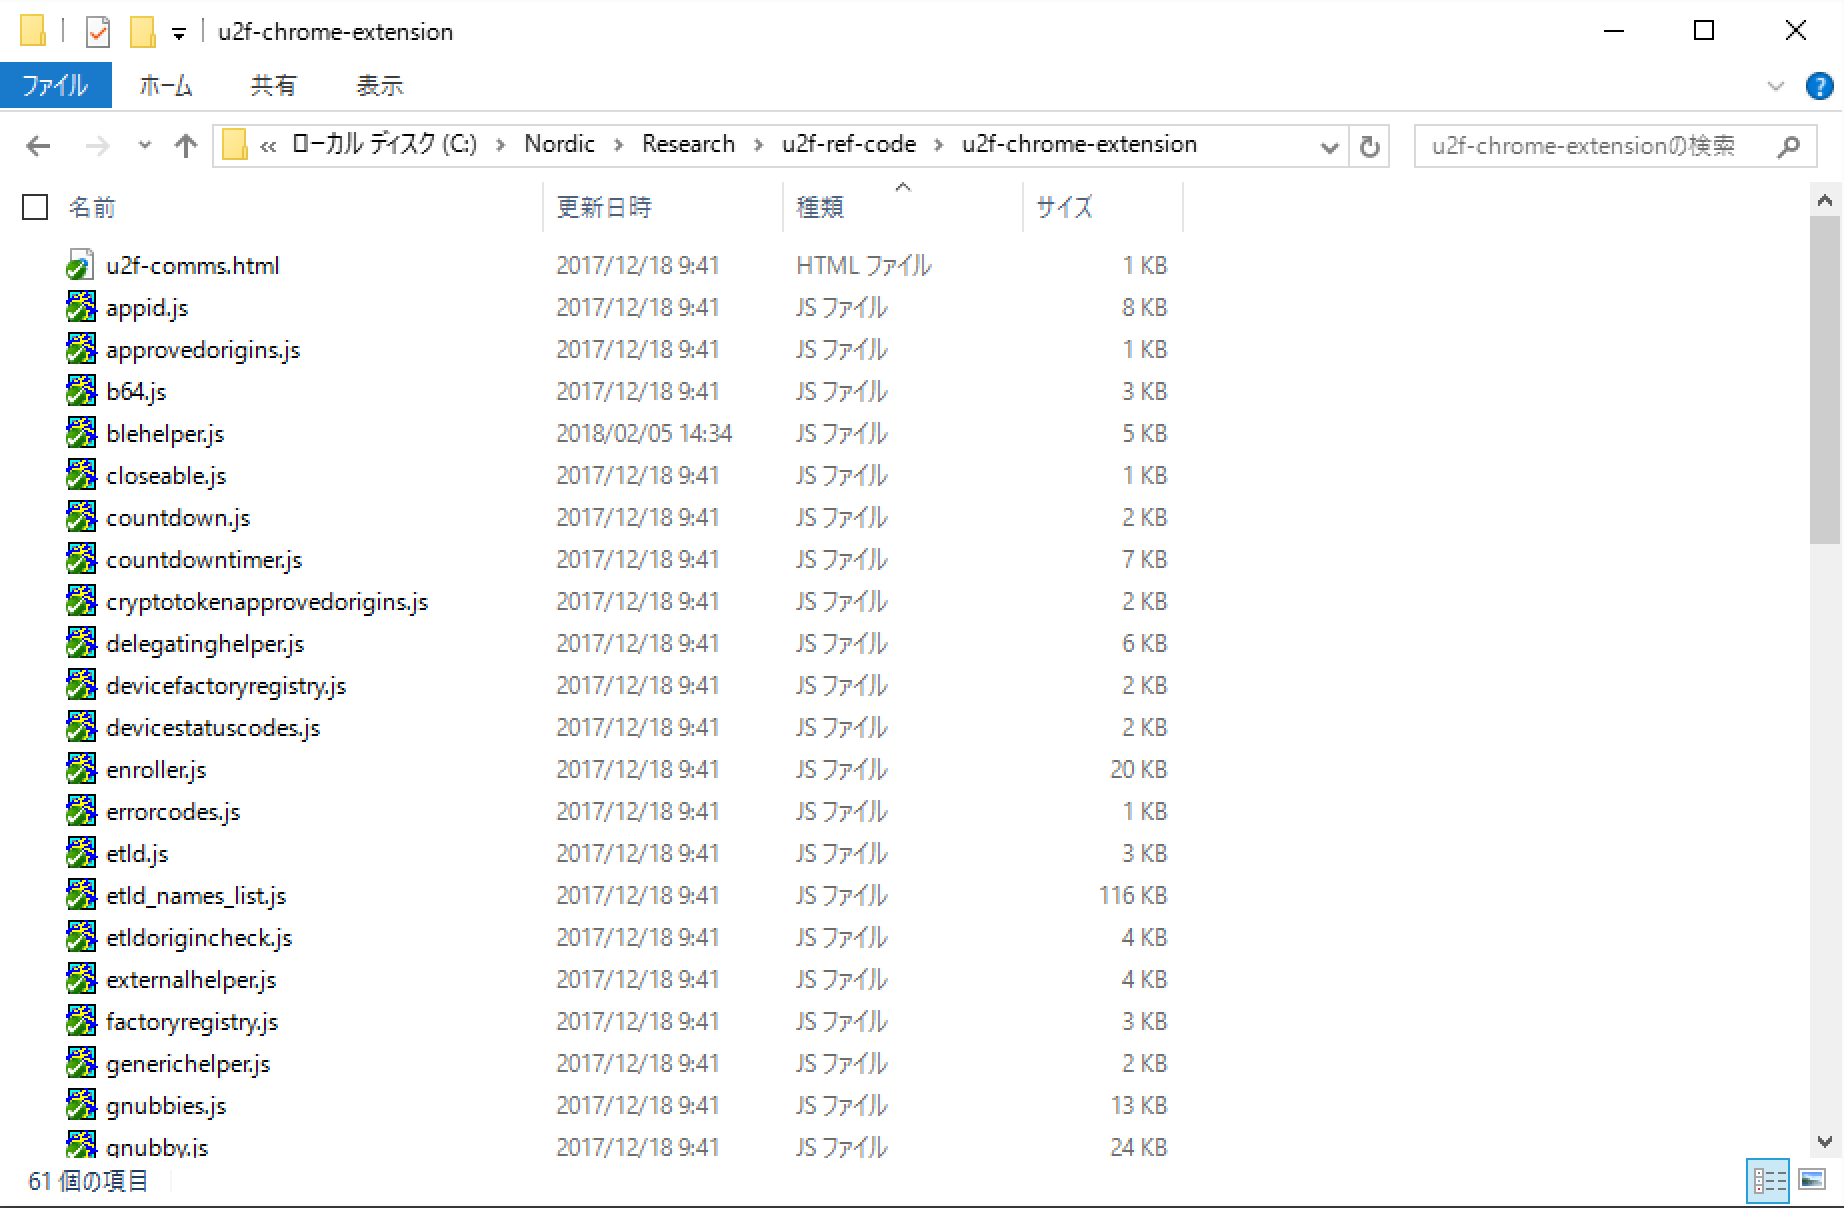 u2f-chrome-extension
ファイル ホーム 共有 表示
« ローカル ディスク (C:) > Nordic > Research > u2f-ref-code > u2f-chrome-extension u2f-chrome-extensionの検索
名前 更新日時 種類 サイズ
u2f-comms.html 2017/12/18 9:41 HTML ファイル 1 KB
appid.js 2017/12/18 9:41 JS ファイル 8 KB
approvedorigins.js 2017/12/18 9:41 JS ファイル 1 KB
b64.js 2017/12/18 9:41 JS ファイル 3 KB
blehelper.js 2018/02/05 14:34 JS ファイル 5 KB
closeable.js 2017/12/18 9:41 JS ファイル 1 KB
countdown.js 2017/12/18 9:41 JS ファイル 2 KB
countdowntimer.js 2017/12/18 9:41 JS ファイル 7 KB
cryptotokenapprovedorigins.js 2017/12/18 9:41 JS ファイル 2 KB
delegatinghelper.js 2017/12/18 9:41 JS ファイル 6 KB
devicefactoryregistry.js 2017/12/18 9:41 JS ファイル 2 KB
devicestatuscodes.js 2017/12/18 9:41 JS ファイル 2 KB
enroller.js 2017/12/18 9:41 JS ファイル 20 KB
errorcodes.js 2017/12/18 9:41 JS ファイル 1 KB
etld.js 2017/12/18 9:41 JS ファイル 3 KB
etld_names_list.js 2017/12/18 9:41 JS ファイル 116 KB
etldorigincheck.js 2017/12/18 9:41 JS ファイル 4 KB
externalhelper.js 2017/12/18 9:41 JS ファイル 4 KB
factoryregistry.js 2017/12/18 9:41 JS ファイル 3 KB
generichelper.js 2017/12/18 9:41 JS ファイル 2 KB
gnubbies.js 2017/12/18 9:41 JS ファイル 13 KB
gnubby.js 2017/12/18 9:41 JS ファイル 24 KB
61 個の項目